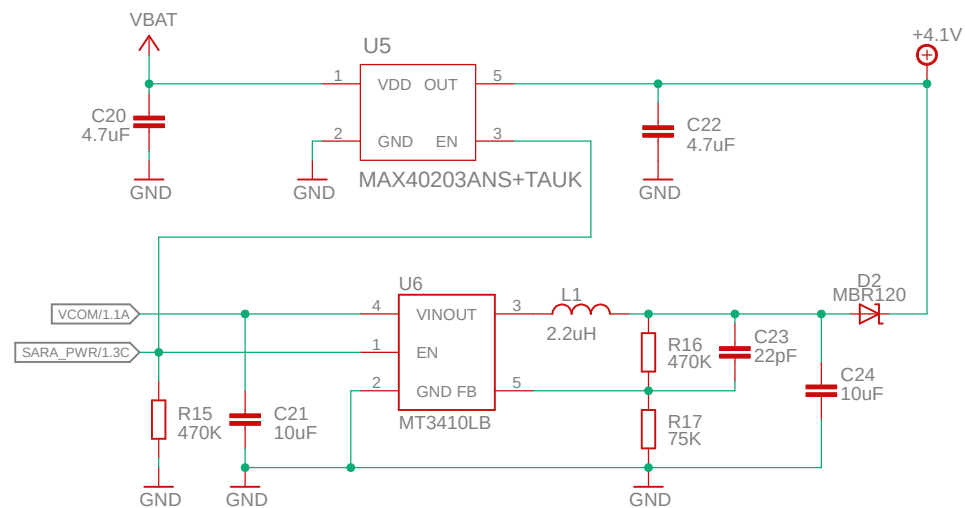 VBAT
+4.1V
U5
1
VDD
OUT
5
C20
4.7uF
C22
4.7uF
2
GND
EN
3
MAX40203ANS+TAUK
GND
GND
GND
U6
D2
MBR120
L1
VCOM/1.1A
4
VINOUT
3
2.2uH
R16
470K
C23
22pF
SARA_PWR/1.3C
1
EN
C24
10uF
2
GND FB
5
R15
470K
C21
10uF
MT3410LB
R17
75K
GND
GND
GND